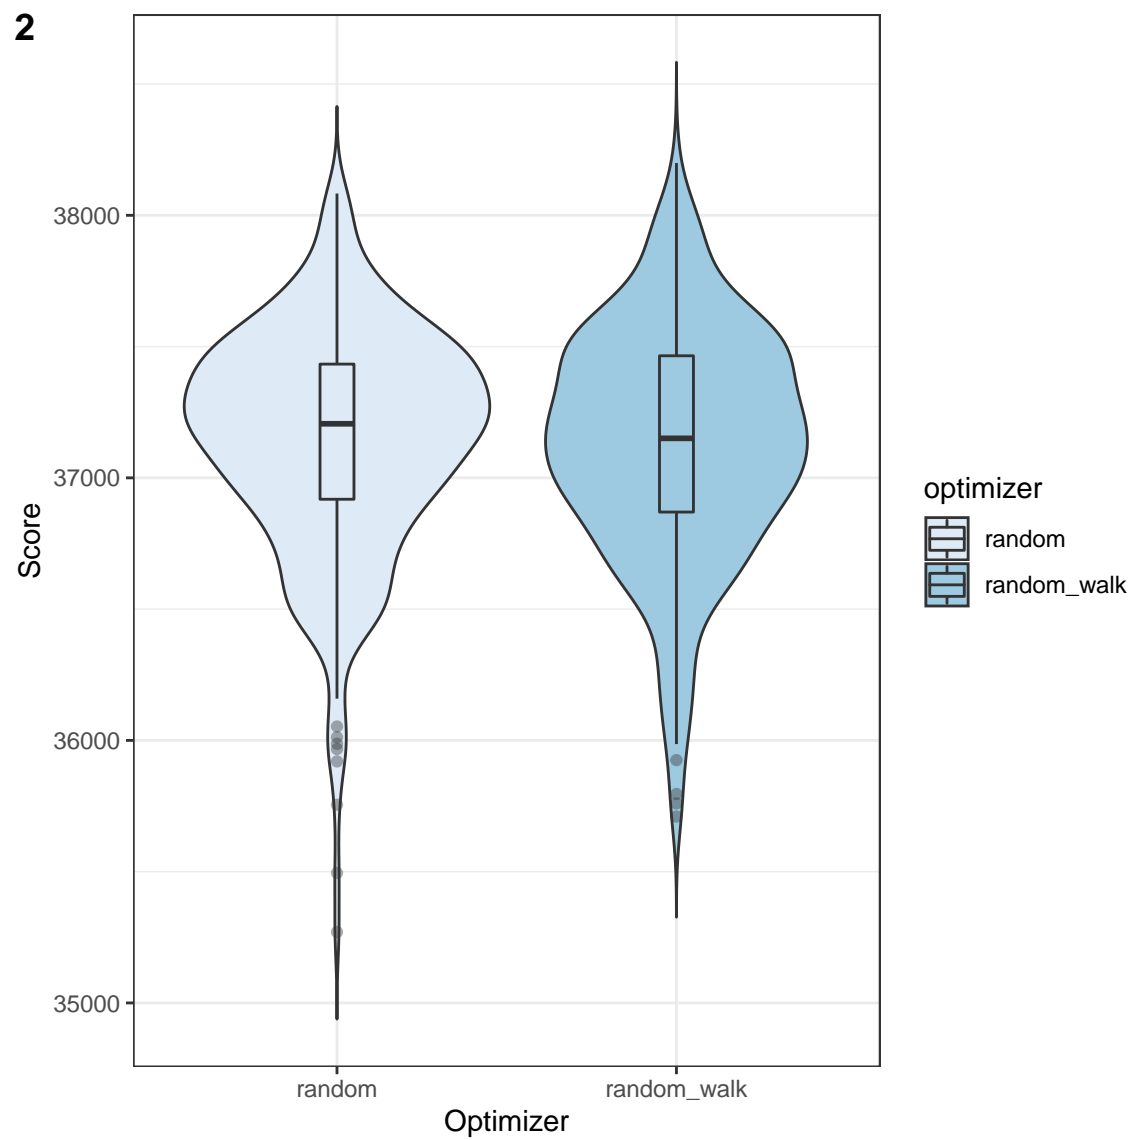 2
38000
37000
36000
35000
Score
random
random_walk
Optimizer
optimizer
random
random_walk